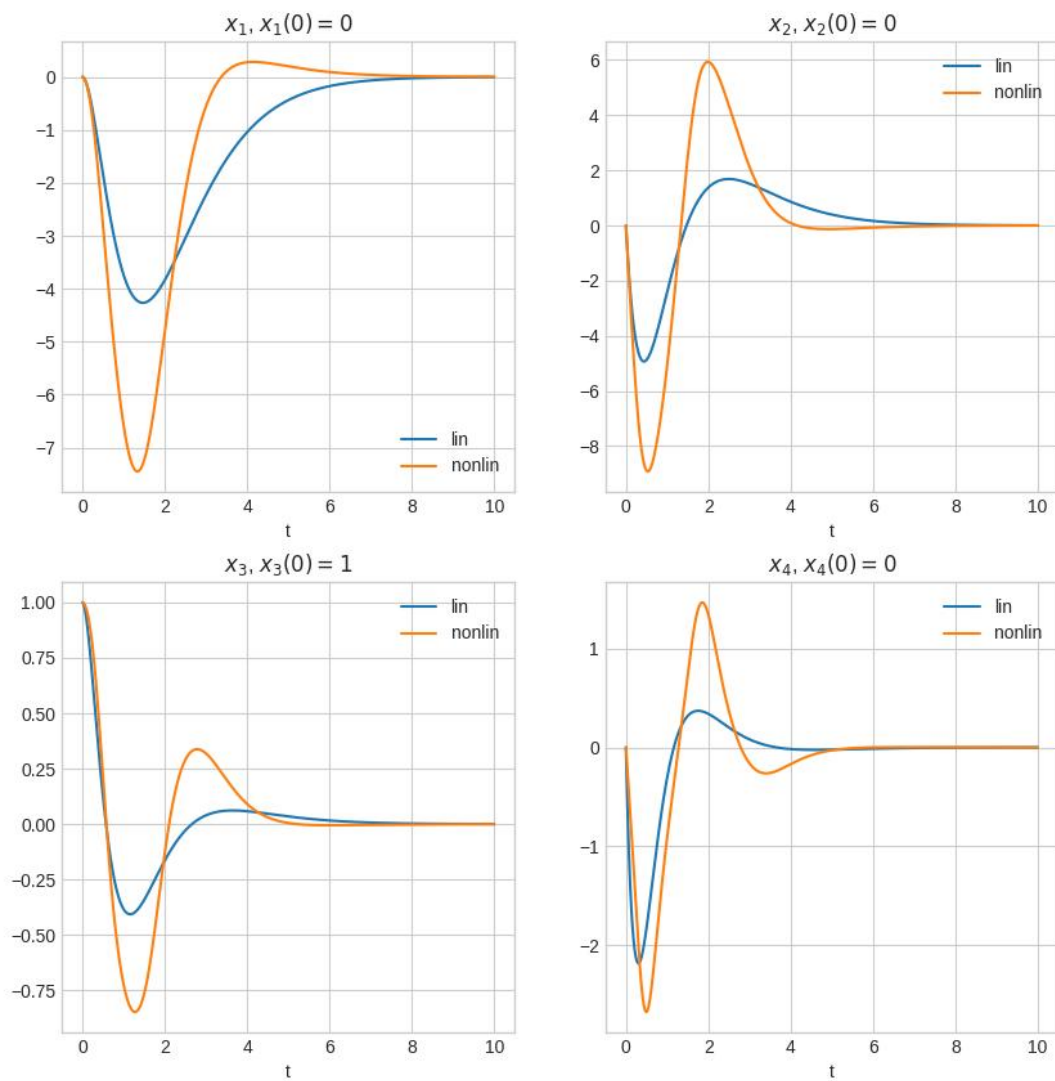 x₁, x₁(0) = 0
0
−1
−2
−3
−4
−5
−6
−7
lin
nonlin
0 2 4 6 8 10
t
x₂, x₂(0) = 0
6
4
2
0
−2
−4
−6
−8
lin
nonlin
0 2 4 6 8 10
t
x₃, x₃(0) = 1
1.00
0.75
0.50
0.25
0.00
−0.25
−0.50
−0.75
lin
nonlin
0 2 4 6 8 10
t
x₄, x₄(0) = 0
1
0
−1
−2
lin
nonlin
0 2 4 6 8 10
t